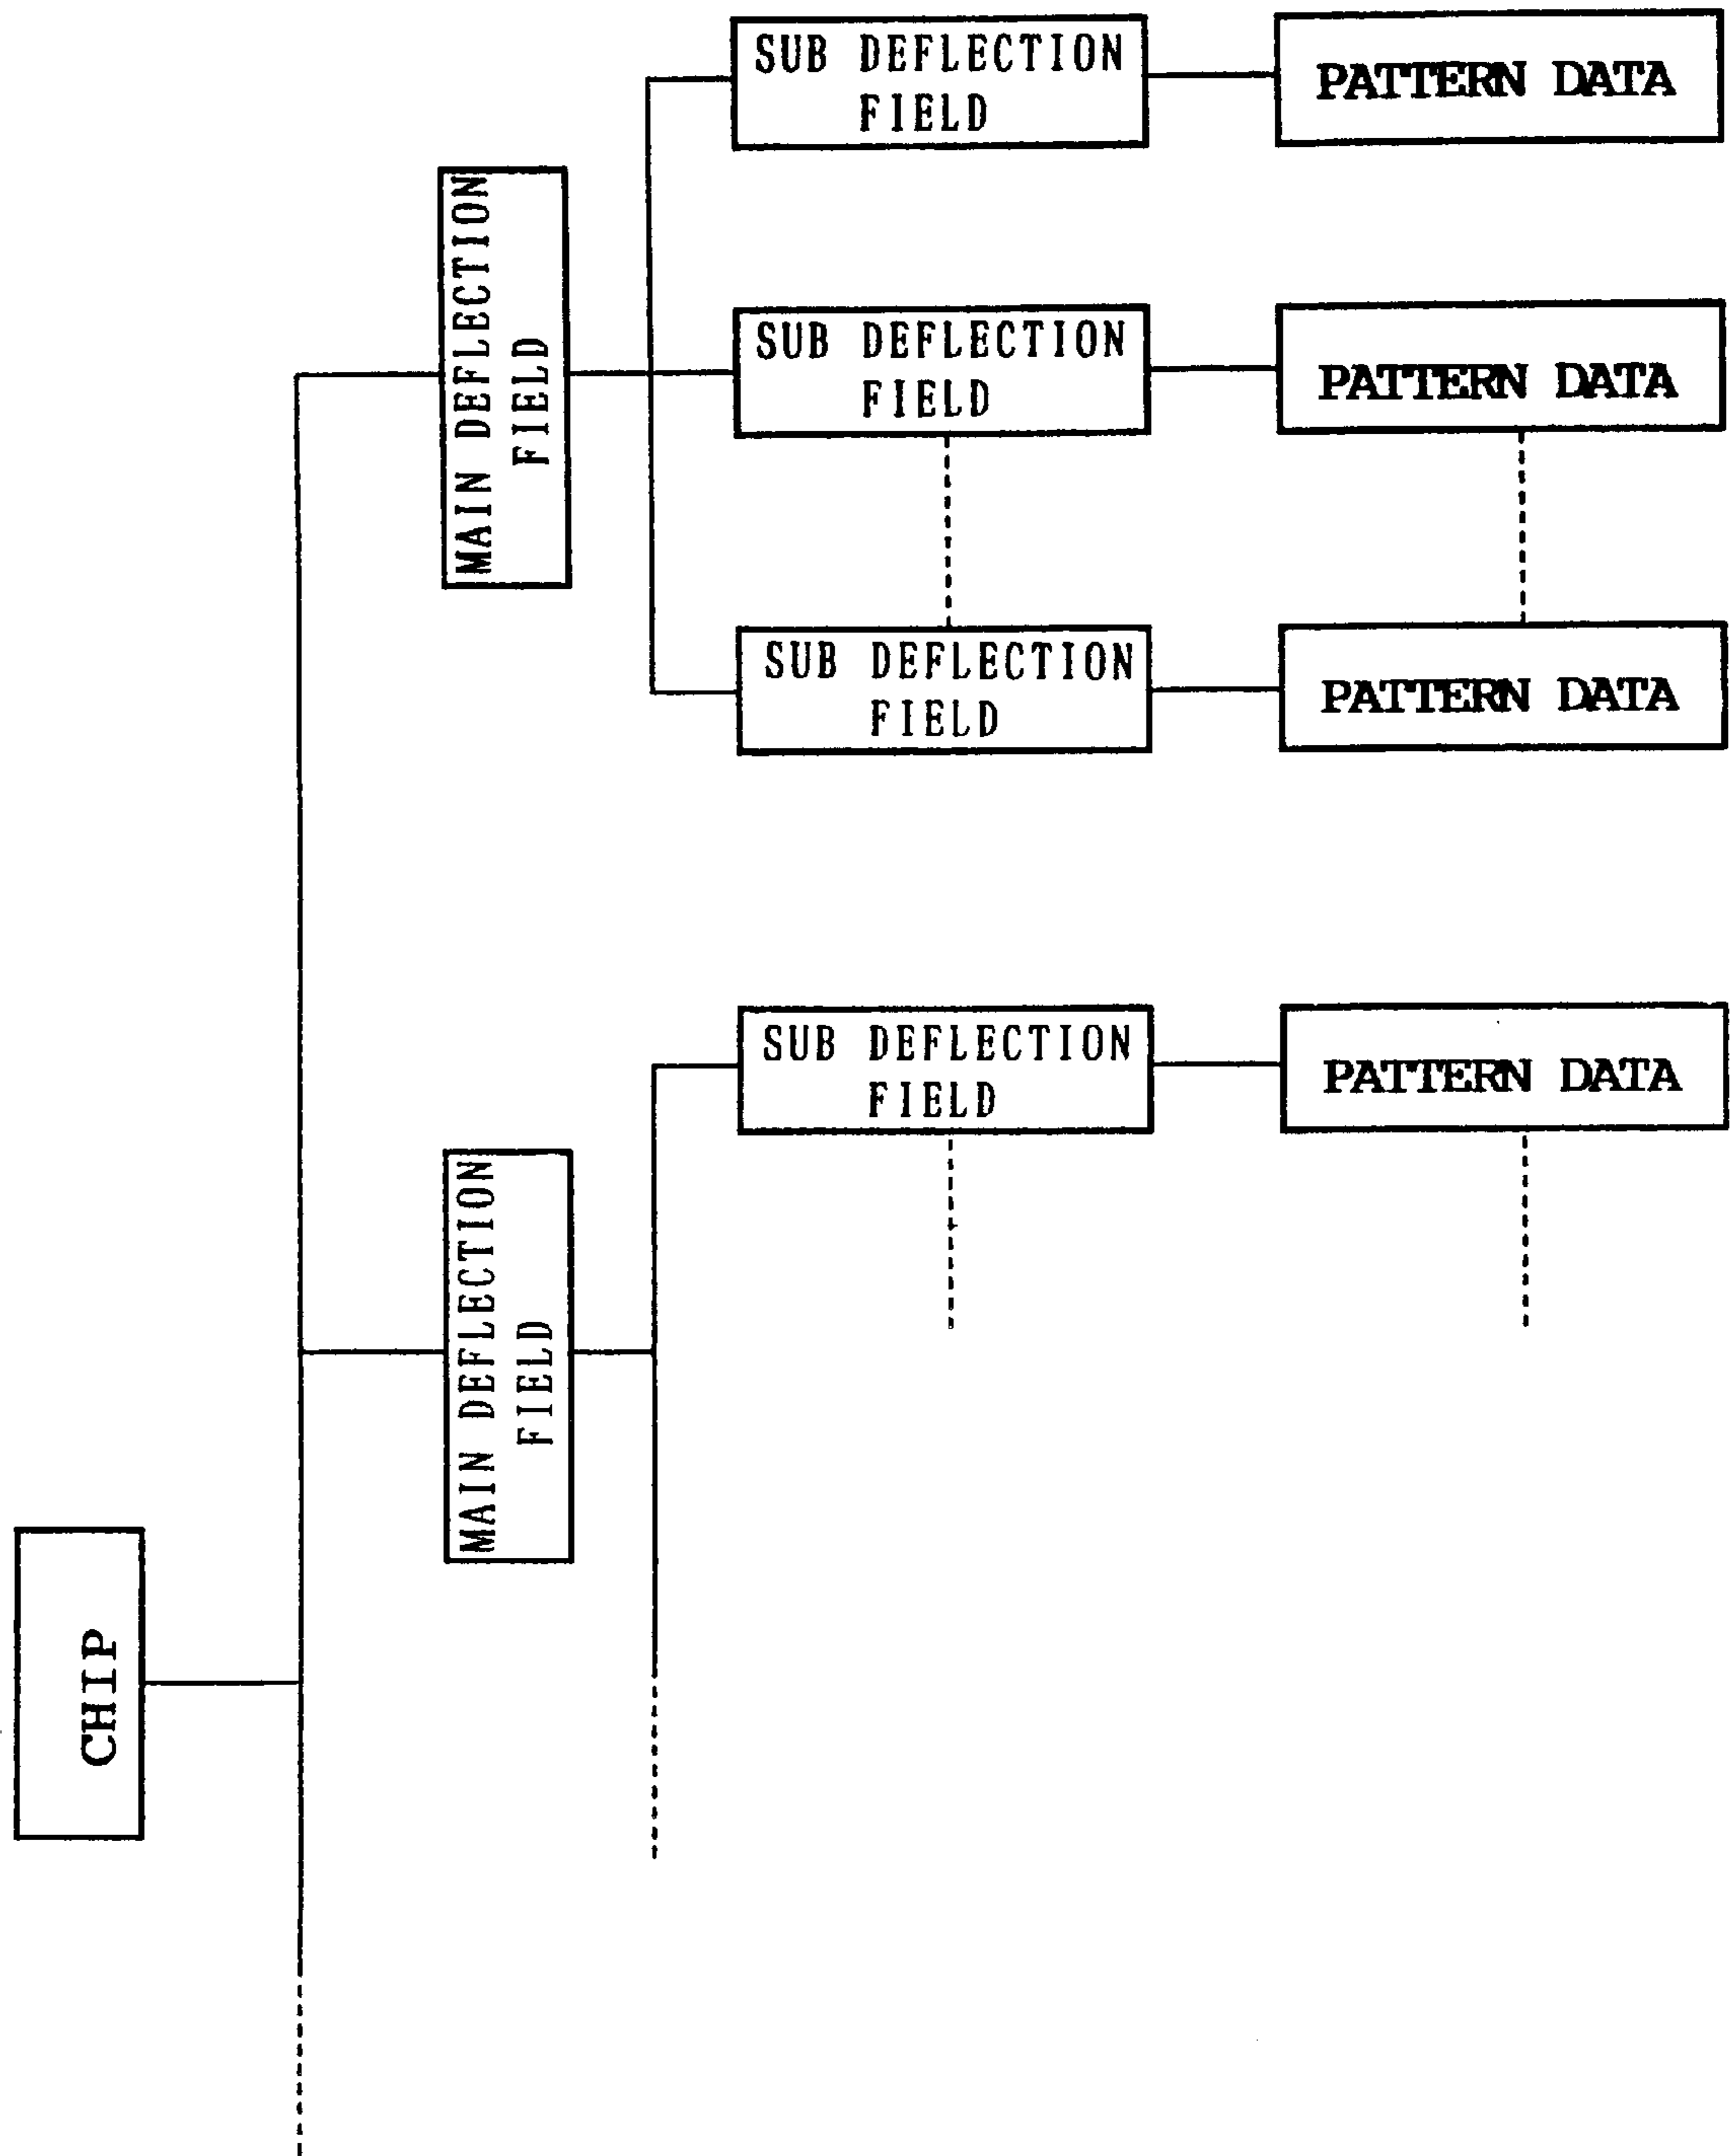 SUB DEFLECTION
FIELD
PATTERN DATA
MAIN DEFLECTION
FIELD
SUB DEFLECTION
FIELD
PATTERN DATA
SUB DEFLECTION
FIELD
PATTERN DATA
SUB DEFLECTION
FIELD
PATTERN DATA
MAIN DEFLECTION
FIELD
CHIP